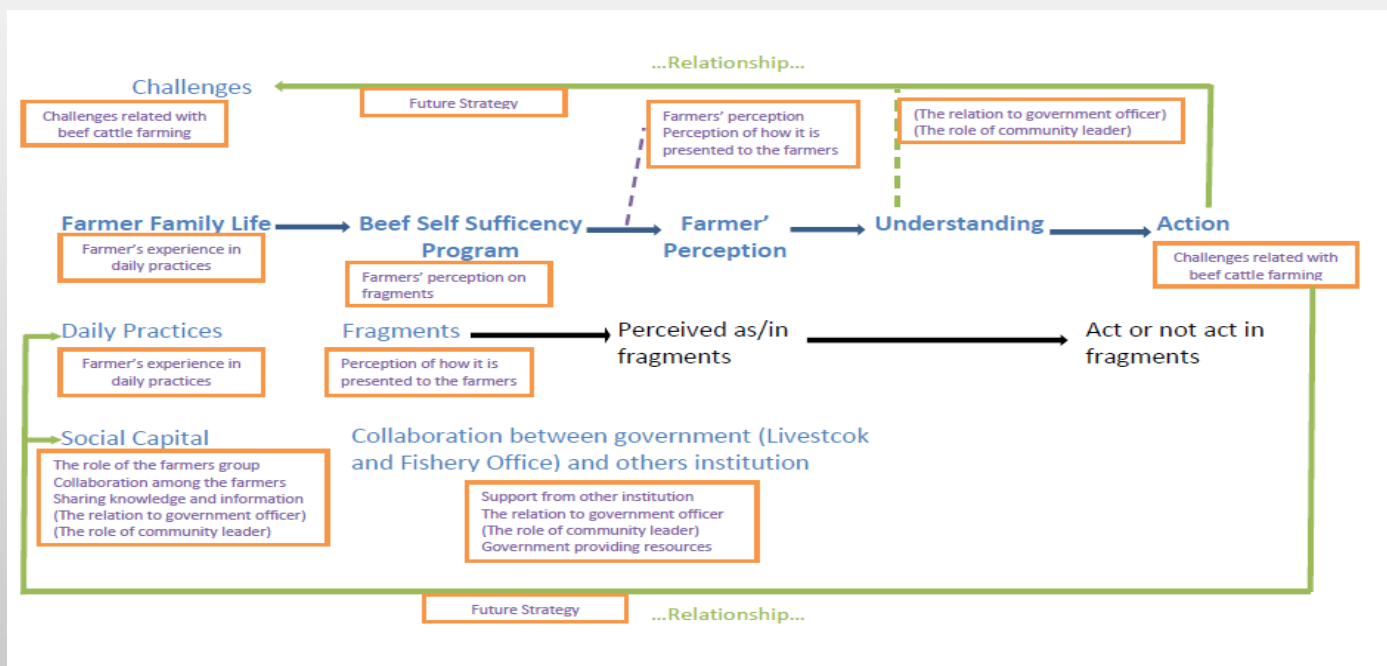 ...Relationship...
Challenges
Future Strategy
Challenges related with
beef cattle farming
Farmers' perception
Perception of how it is
presented to the farmers
(The relation to government officer)
(The role of community leader)
Farmer Family Life
Farmer's experience in
daily practices
Beef Self Sufficency
Program
Farmers' perception on
fragments
Farmer'
Perception
Understanding
Action
Challenges related with
beef cattle farming
Daily Practices
Farmer's experience in
daily practices
Fragments
Perception of how it is
presented to the farmers
Perceived as/in
fragments
Act or not act in
fragments
Social Capital
The role of the farmers group
Collaboration among the farmers
Sharing knowledge and information
(The relation to government officer)
(The role of community leader)
Collaboration between government (Livestcok
and Fishery Office) and others institution
Support from other institution
The relation to government officer
(The role of community leader)
Government providing resources
Future Strategy
...Relationship...